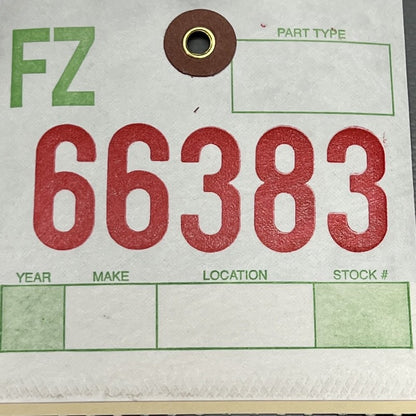 FZ
PART TYPE
66383
YEAR MAKE LOCATION STOCK #